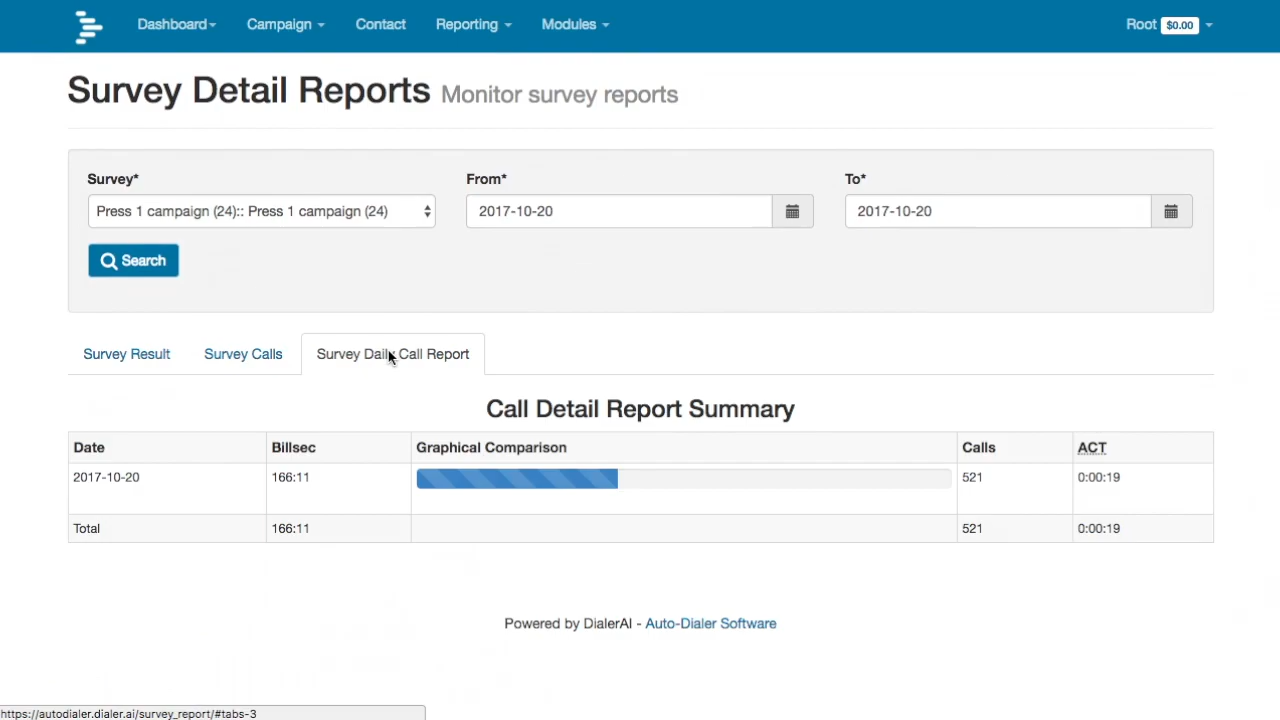 Dashboard Campaign Contact Reporting Modules Root $0.00
Survey Detail Reports Monitor survey reports
Survey* From* To*
Press 1 campaign (24):: Press 1 campaign (24) 2017-10-20 2017-10-20
Search
Survey Result Survey Calls Survey Daily Call Report
Call Detail Report Summary
Date Billsec Graphical Comparison Calls ACT
2017-10-20 166:11 521 0:00:19
Total 166:11 521 0:00:19
Powered by DialerAI - Auto-Dialer Software
https://autodialer.dialer.ai/survey_report/#tabs-3